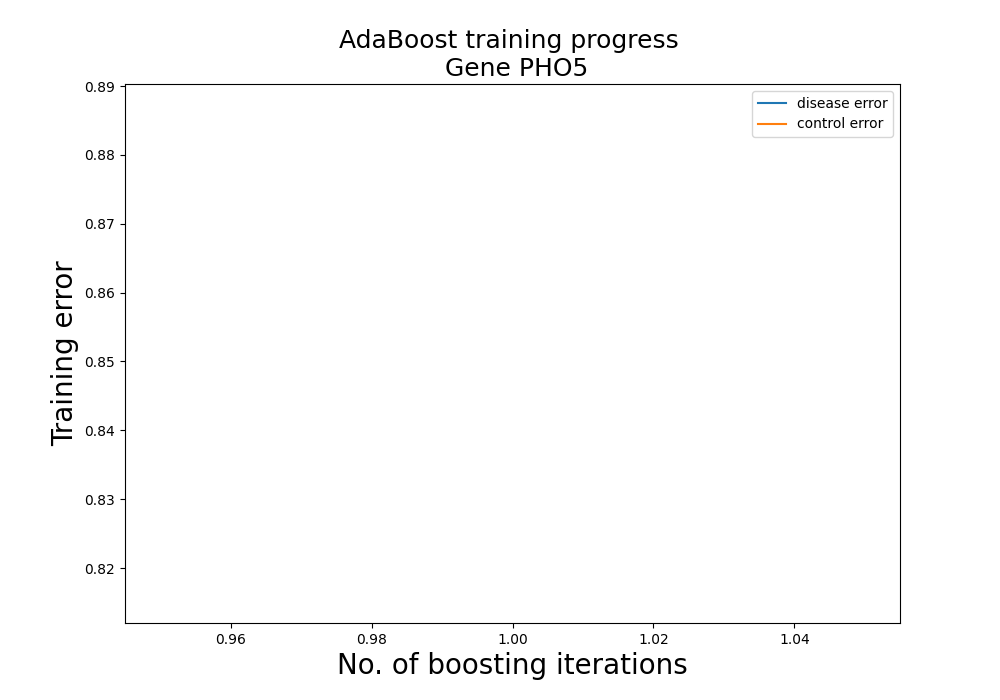 AdaBoost training progress
Gene PHO5
disease error
control error
0.89
0.88
0.87
0.86
0.85
0.84
0.83
0.82
Training error
0.96 0.98 1.00 1.02 1.04
No. of boosting iterations